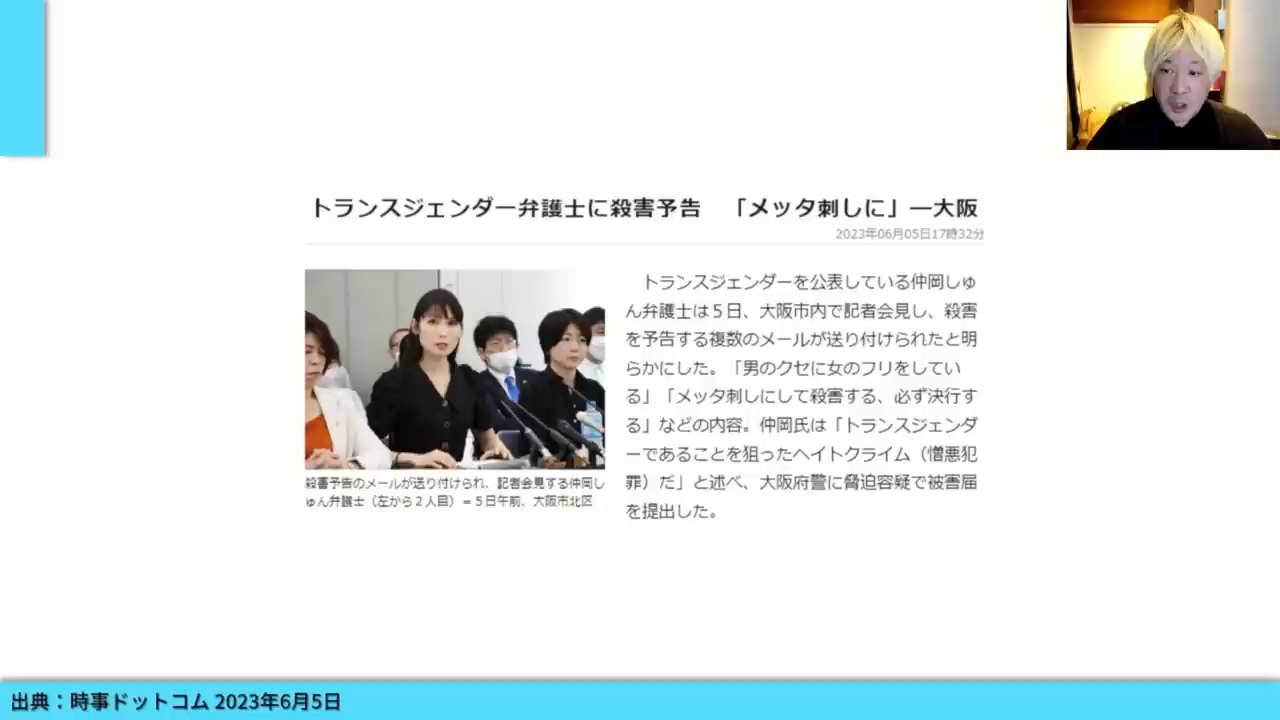 トランスジェンダー弁護士に殺害予告　「メッタ刺しに」―大阪
2023年06月05日17時32分
トランスジェンダーを公表している仲岡しゅ
ん弁護士は５日、大阪市内で記者会見し、殺害
を予告する複数のメールが送り付けられたと明
らかにした。「男のクセに女のフリをしてい
る」「メッタ刺しにして殺害する、必ず決行す
る」などの内容。仲岡氏は「トランスジェンダ
ーであることを狙ったヘイトクライム（憎悪犯
罪）だ」と述べ、大阪府警に脅迫容疑で被害届
を提出した。
殺害予告のメールが送り付けられ、記者会見する仲岡し
ゅん弁護士（左から２人目）＝５日午前、大阪市北区
出典：時事ドットコム 2023年6月5日